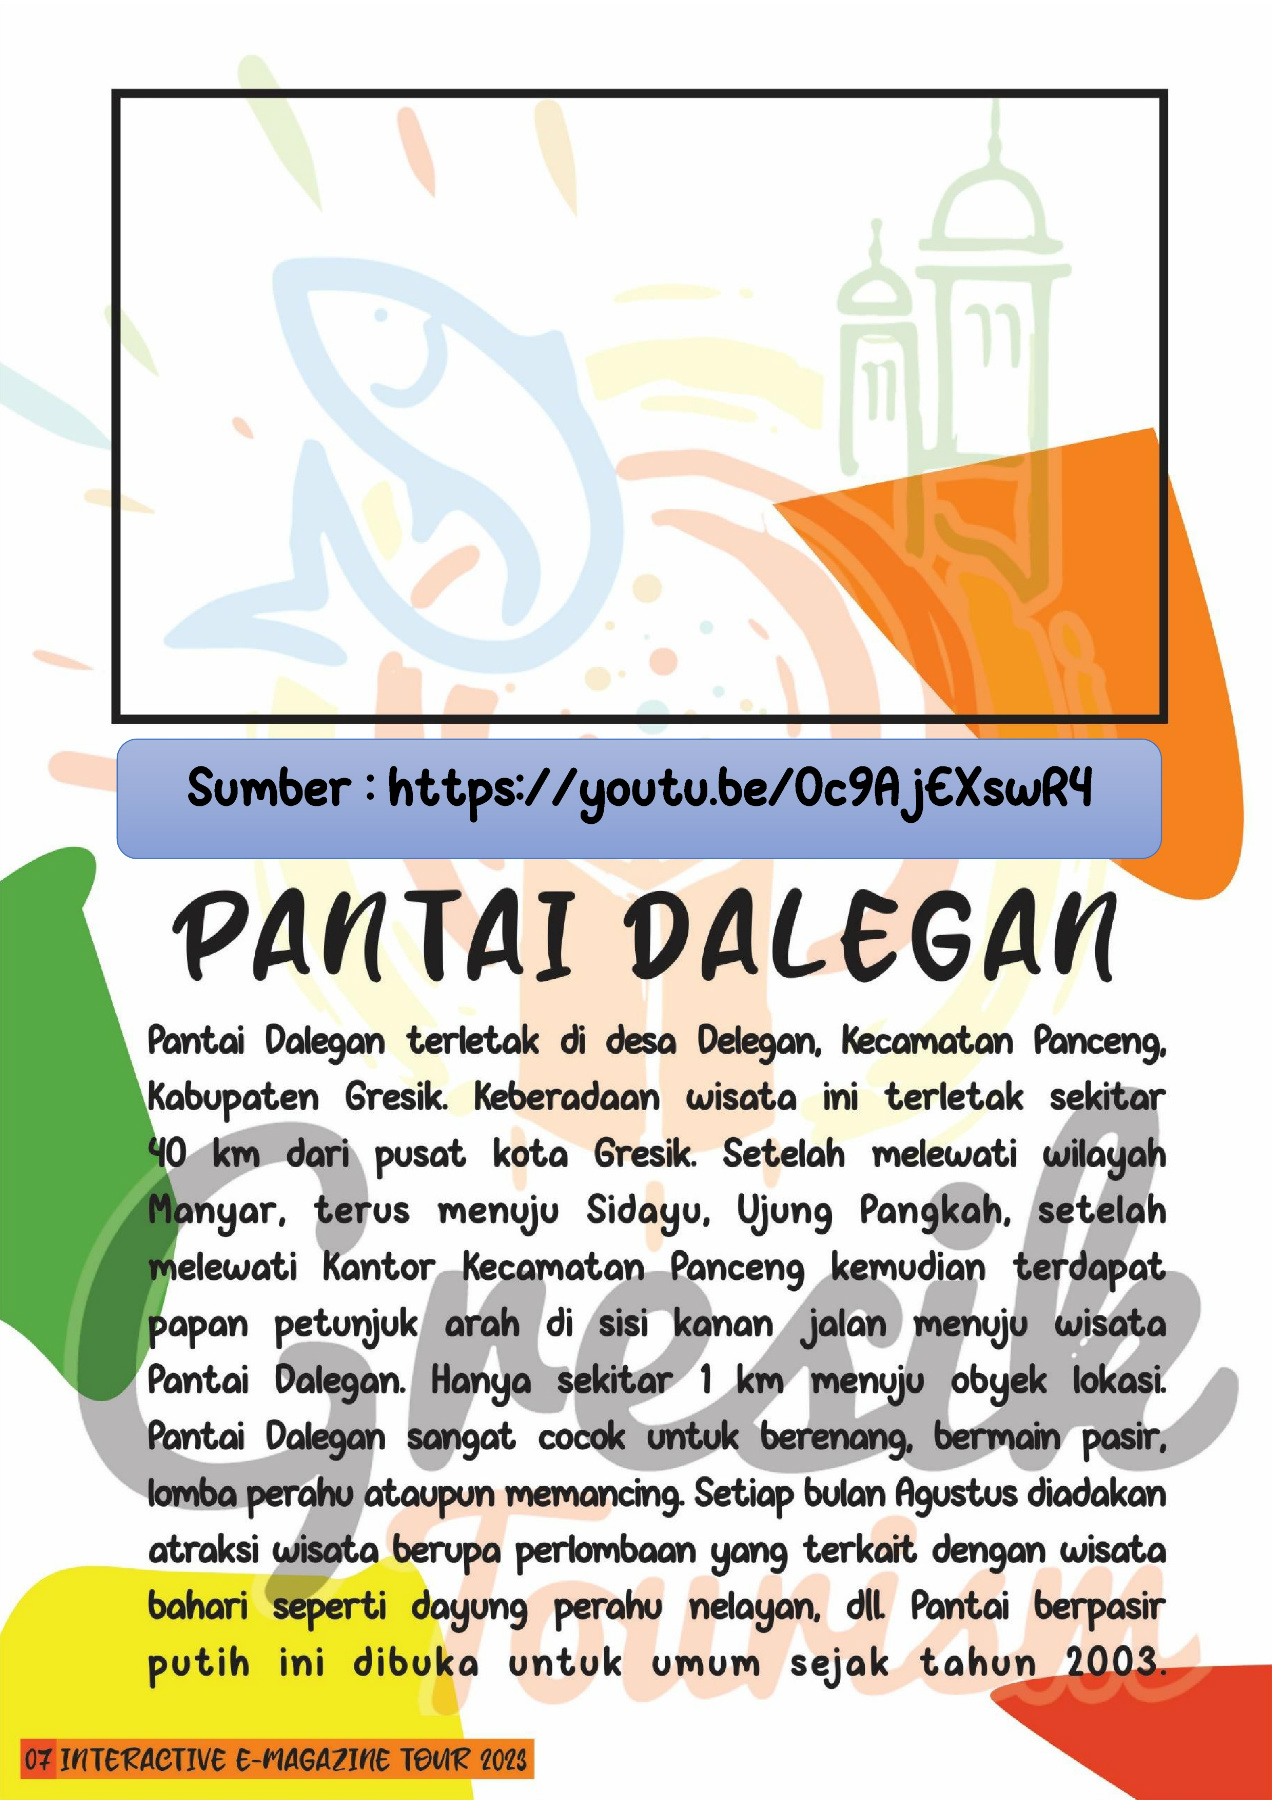 Sumber : https://youtu.be/Oc9AjEXswR4
PANTAI DALEGAN
Pantai Dalegan terletak di desa Delegan, Kecamatan Panceng,
Kabupaten Gresik. Keberadaan wisata ini terletak sekitar
40 km dari pusat kota Gresik. Setelah melewati wilayah
Manyar, terus menuju Sidayu, Ujung Pangkah, setelah
melewati Kantor Kecamatan Panceng kemudian terdapat
papan petunjuk arah di sisi kanan jalan menuju wisata
Pantai Dalegan. Hanya sekitar 1 km menuju obyek lokasi.
Pantai Dalegan sangat cocok untuk berenang, bermain pasir,
lomba perahu ataupun memancing. Setiap bulan Agustus diadakan
atraksi wisata berupa perlombaan yang terkait dengan wisata
bahari seperti dayung perahu nelayan, dll. Pantai berpasir
putih ini dibuka untuk umum sejak tahun 2003.
Gresik
Tourism
07 INTERACTIVE E-MAGAZINE TOUR 2023